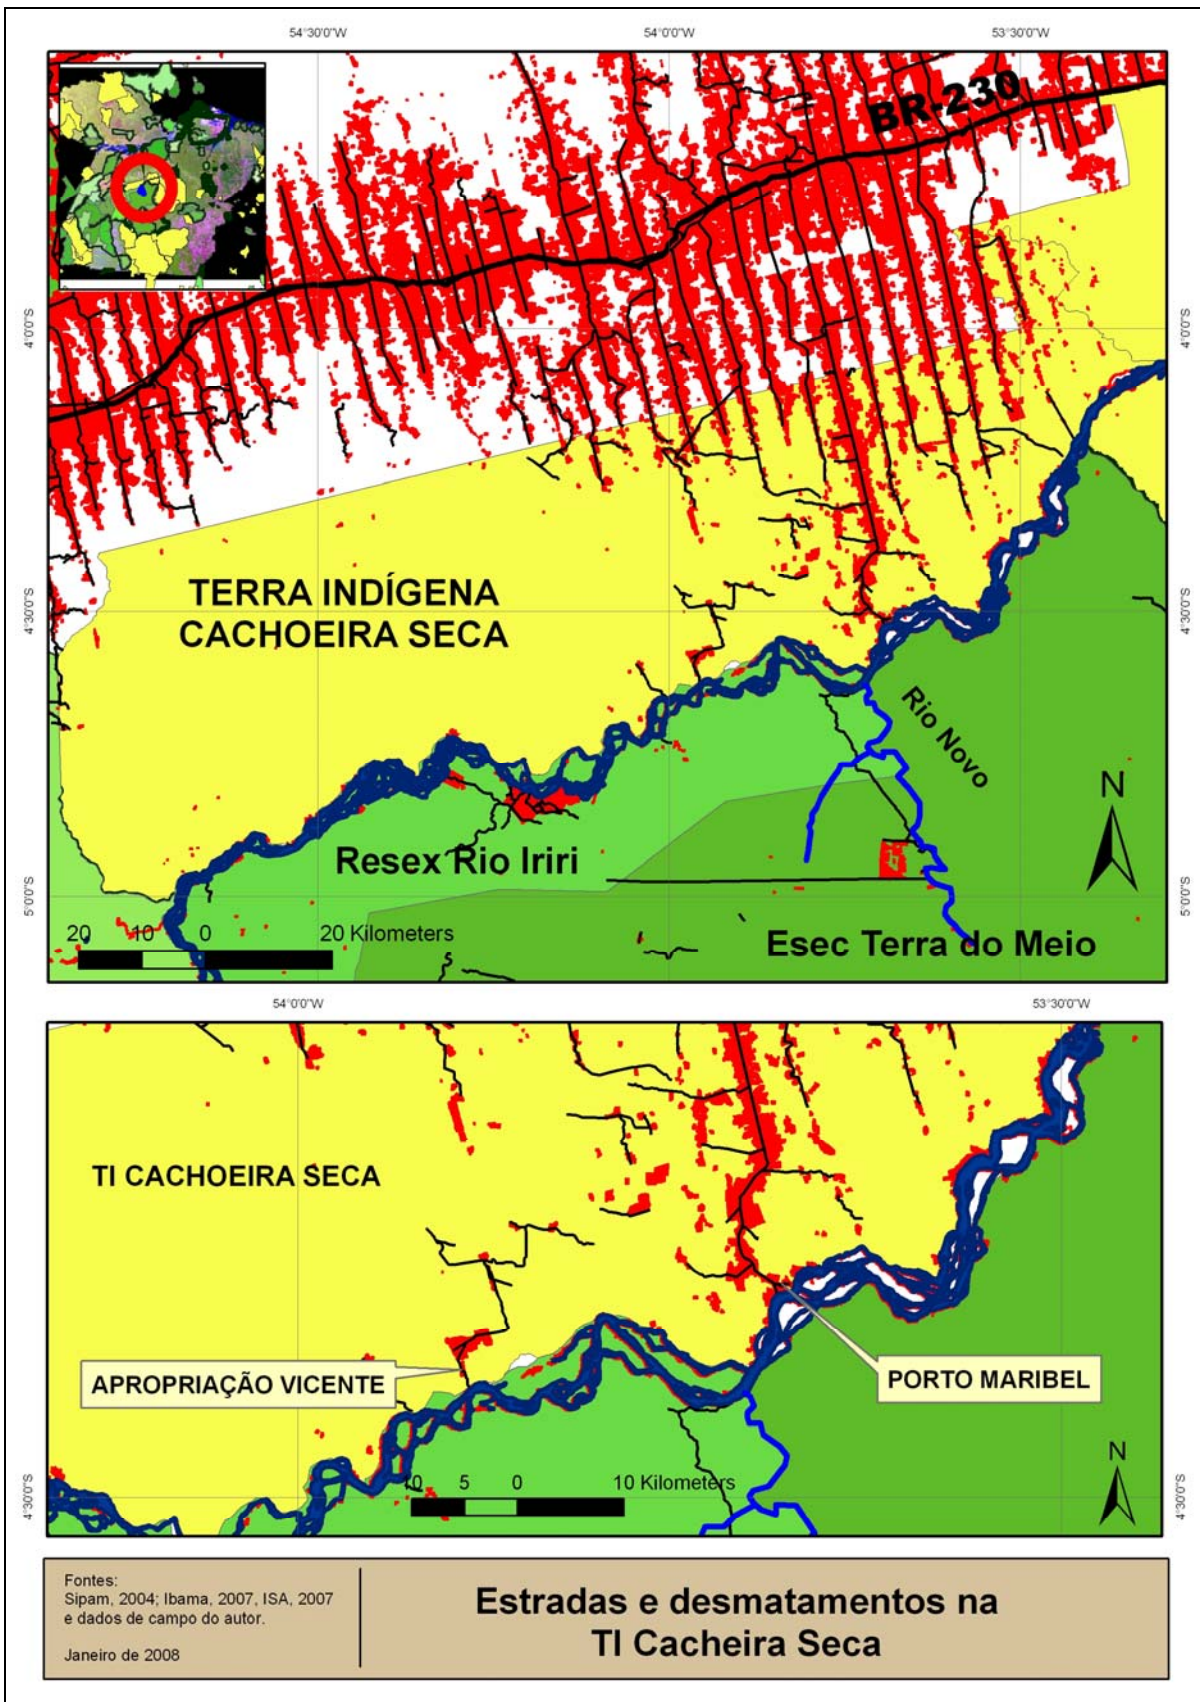 54°30'0"W
54°0'0"W
53°30'0"W
BR-230
4°0'0"S
4°0'0"S
TERRA INDÍGENA
CACHOEIRA SECA
4°30'0"S
4°30'0"S
Rio Novo
N
Resex Rio Iriri
5°0'0"S
5°0'0"S
20 10 0 20 Kilometers
Esec Terra do Meio
54°0'0"W
53°30'0"W
TI CACHOEIRA SECA
APROPRIAÇÃO VICENTE
PORTO MARIBEL
N
10 5 0 10 Kilometers
4°30'0"S
4°30'0"S
Fontes:
Sipam, 2004; Ibama, 2007, ISA, 2007
e dados de campo do autor.
Janeiro de 2008
Estradas e desmatamentos na
TI Cacheira Seca